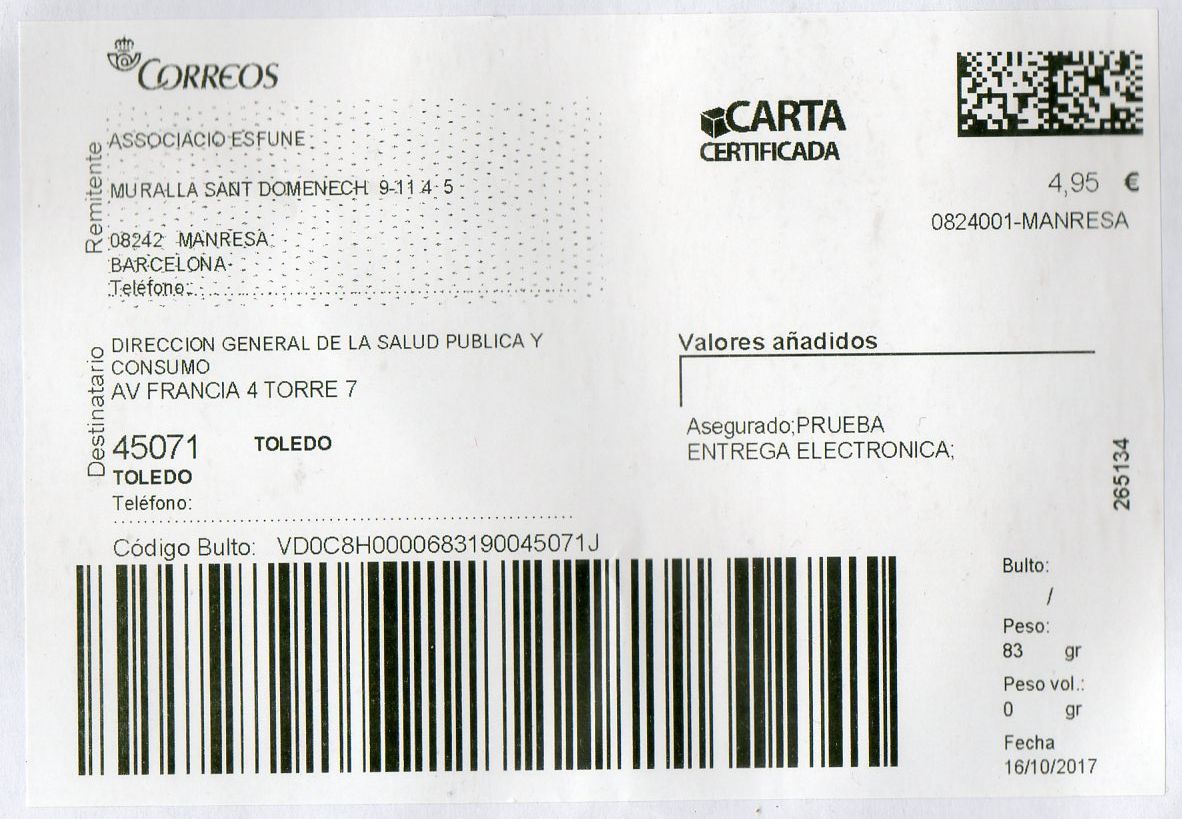 CORREOS
Remitente
ASSOCIACIO ESFUNE
MURALLA SANT DOMENECH 9-11 4 5
08242 MANRESA
BARCELONA
Teléfono:
CARTA
CERTIFICADA
4,95 €
0824001-MANRESA
Destinatario
DIRECCION GENERAL DE LA SALUD PUBLICA Y
CONSUMO
AV FRANCIA 4 TORRE 7
45071 TOLEDO
TOLEDO
Teléfono:
Valores añadidos
Asegurado;PRUEBA
ENTREGA ELECTRONICA;
265134
Código Bulto: VD0C8H0000683190045071J
Bulto:
/
Peso:
83 gr
Peso vol.:
0 gr
Fecha
16/10/2017